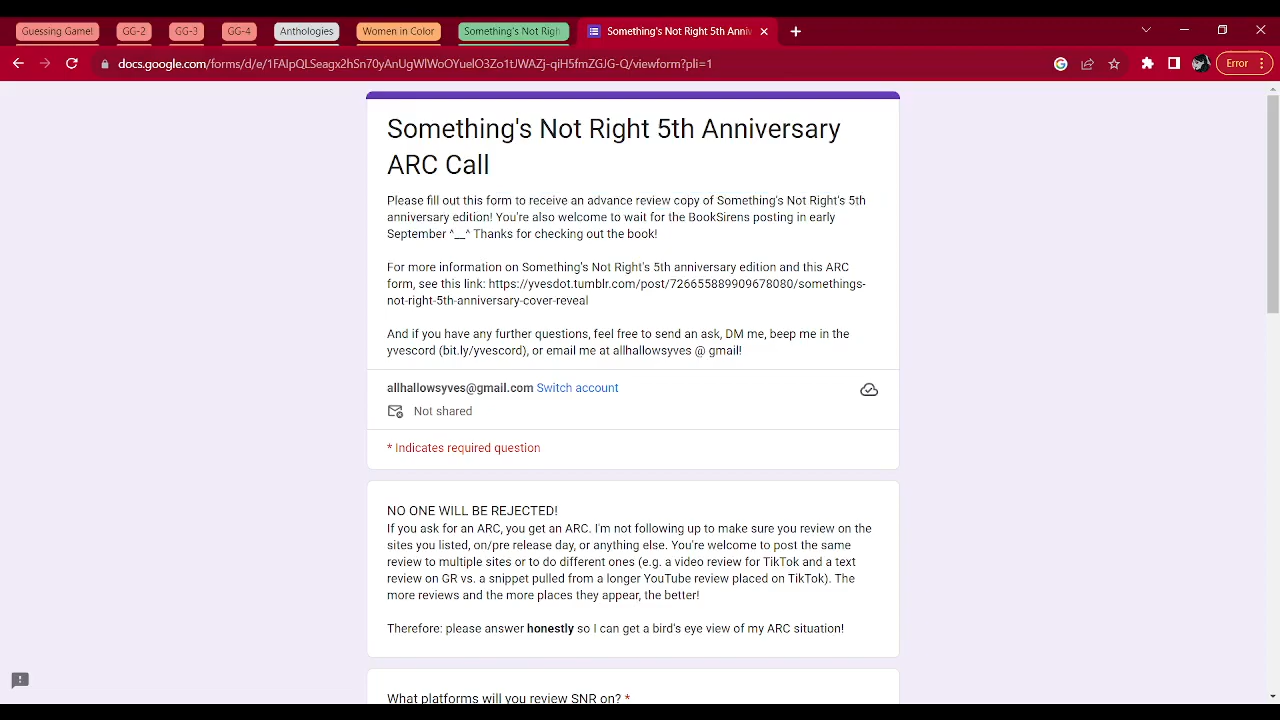 Guessing Game!
GG-2
GG-3
GG-4
Anthologies
Women in Color
Something's Not Righ
Something's Not Right 5th Anniv
docs.google.com/forms/d/e/1FAIpQLSeagx2hSn70yAnUgWlWoOYuelO3Zo1tJWAZj-qiH5fmZGJG-Q/viewform?pli=1
Error
Something's Not Right 5th Anniversary
ARC Call
Please fill out this form to receive an advance review copy of Something's Not Right's 5th
anniversary edition! You're also welcome to wait for the BookSirens posting in early
September ^__^ Thanks for checking out the book!
For more information on Something's Not Right's 5th anniversary edition and this ARC
form, see this link: https://yvesdot.tumblr.com/post/726655889909678080/somethings-
not-right-5th-anniversary-cover-reveal
And if you have any further questions, feel free to send an ask, DM me, beep me in the
yvescord (bit.ly/yvescord), or email me at allhallowsyves @ gmail!
allhallowsyves@gmail.com Switch account
Not shared
* Indicates required question
NO ONE WILL BE REJECTED!
If you ask for an ARC, you get an ARC. I'm not following up to make sure you review on the
sites you listed, on/pre release day, or anything else. You're welcome to post the same
review to multiple sites or to do different ones (e.g. a video review for TikTok and a text
review on GR vs. a snippet pulled from a longer YouTube review placed on TikTok). The
more reviews and the more places they appear, the better!
Therefore: please answer honestly so I can get a bird's eye view of my ARC situation!
What platforms will you review SNR on? *